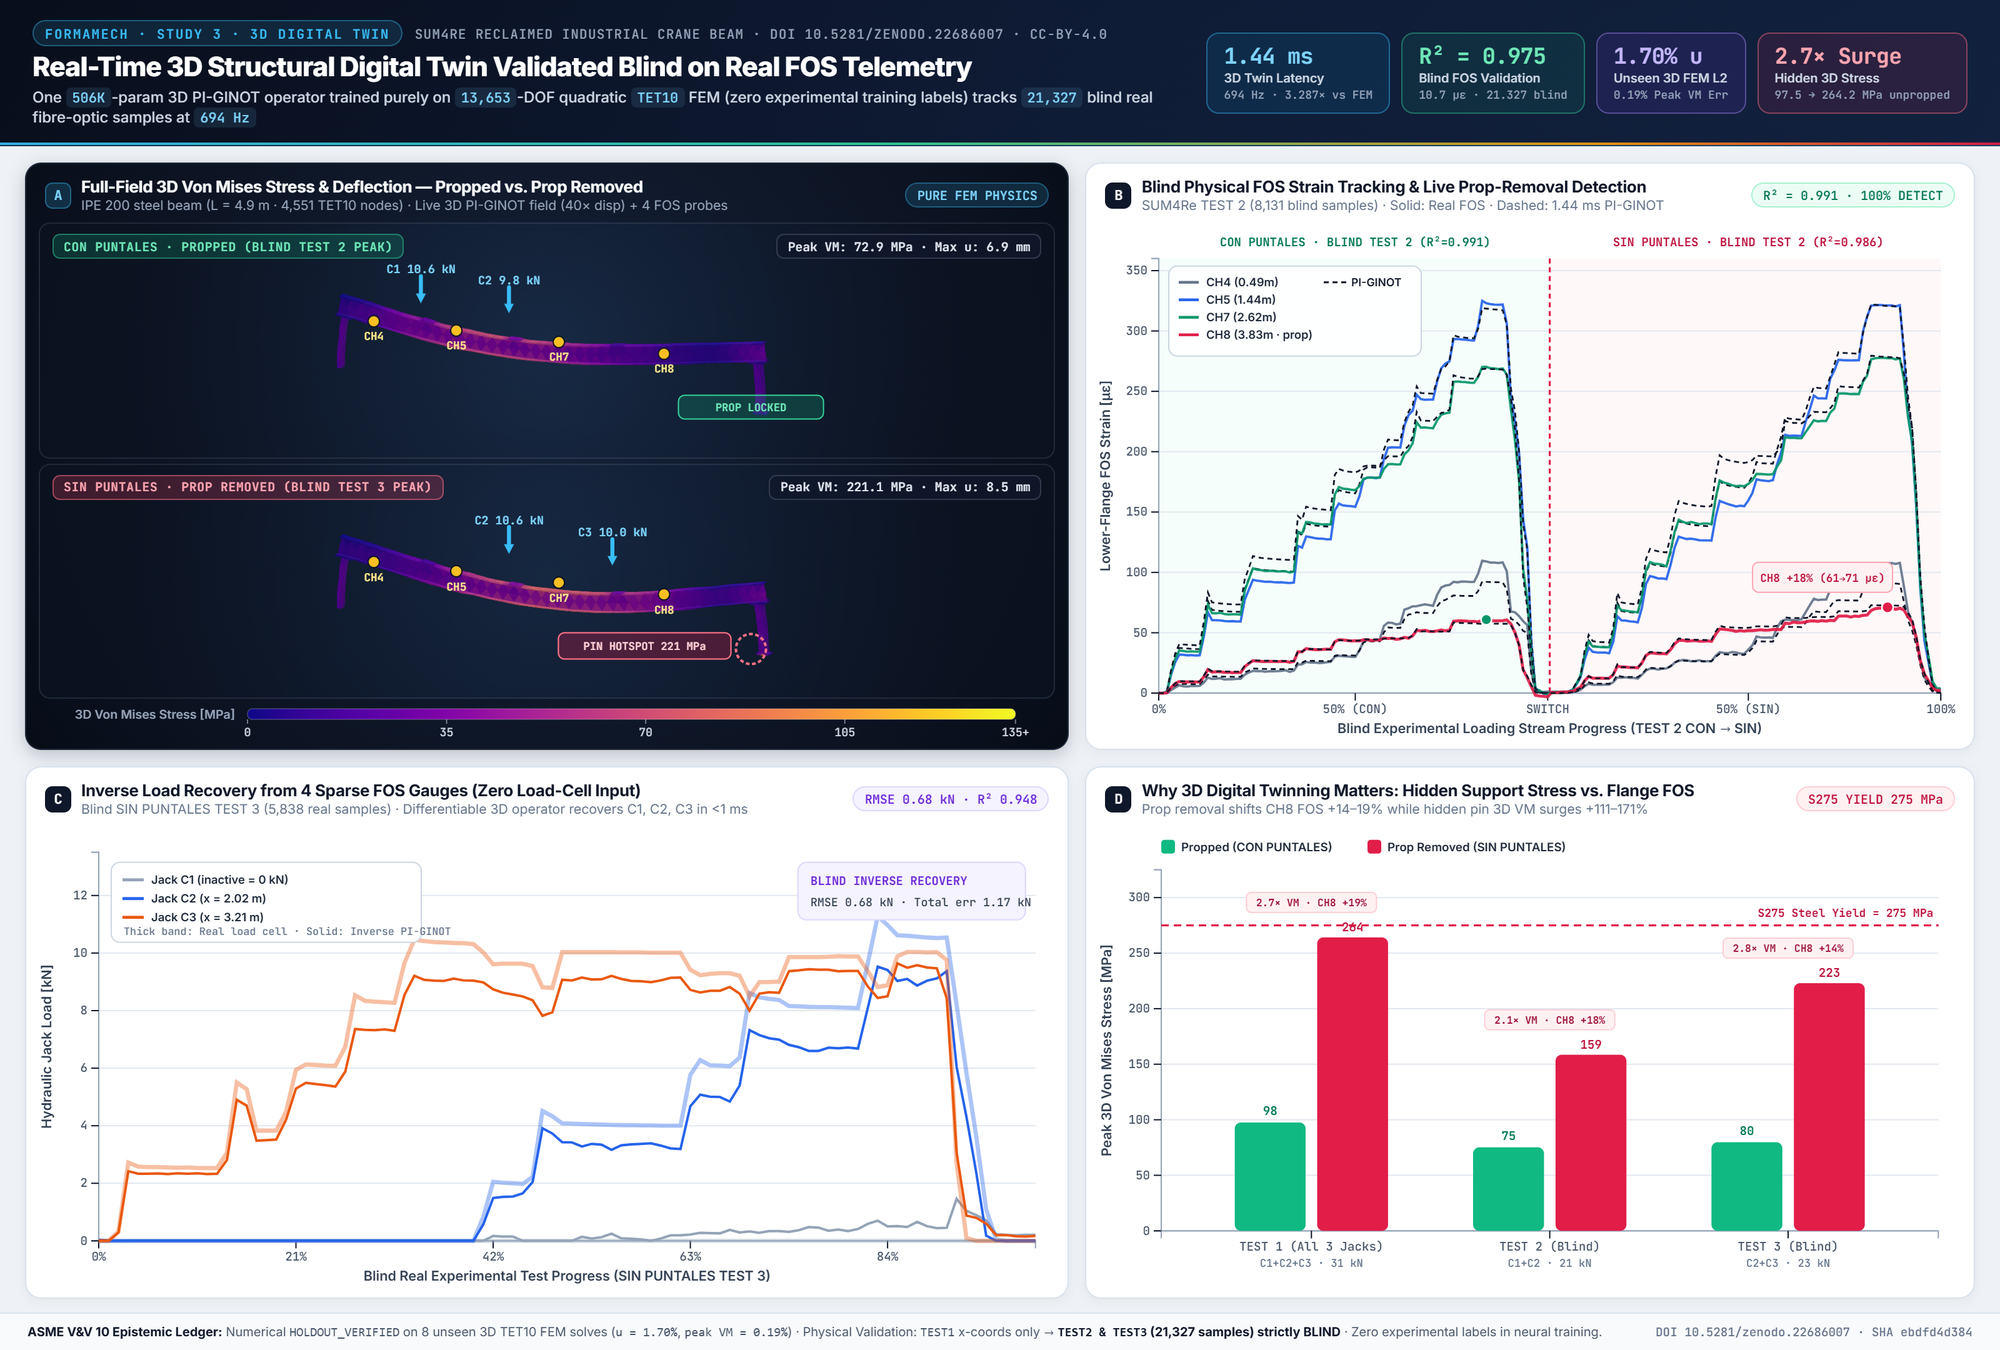 FORMAMECH · STUDY 3 · 3D DIGITAL TWIN
SUM4RE RECLAIMED INDUSTRIAL CRANE BEAM · DOI 10.5281/ZENODO.22686007 · CC-BY-4.0
Real-Time 3D Structural Digital Twin Validated Blind on Real FOS Telemetry
One 506K-param 3D PI-GINOT operator trained purely on 13,653-DOF quadratic TET10 FEM (zero experimental training labels) tracks 21,327 blind real
fibre-optic samples at 694 Hz
1.44 ms
3D Twin Latency
694 Hz · 3.287× vs FEM
R² = 0.975
Blind FOS Validation
10.7 με · 21.327 blind
1.70% u
Unseen 3D FEM L2
0.19% Peak VM Err
2.7× Surge
Hidden 3D Stress
97.5 → 264.2 MPa unpropped
A
Full-Field 3D Von Mises Stress & Deflection — Propped vs. Prop Removed
IPE 200 steel beam (L = 4.9 m · 4,551 TET10 nodes) · Live 3D PI-GINOT field (40× disp) + 4 FOS probes
PURE FEM PHYSICS
CON PUNTALES · PROPPED (BLIND TEST 2 PEAK)
Peak VM: 72.9 MPa · Max u: 6.9 mm
C1 10.6 kN
C2 9.8 kN
CH4
CH5
CH7
CH8
PROP LOCKED
SIN PUNTALES · PROP REMOVED (BLIND TEST 3 PEAK)
Peak VM: 221.1 MPa · Max u: 8.5 mm
C2 10.6 kN
C3 10.0 kN
CH4
CH5
CH7
CH8
PIN HOTSPOT 221 MPa
3D Von Mises Stress [MPa]
0
35
70
105
135+
B
Blind Physical FOS Strain Tracking & Live Prop-Removal Detection
SUM4Re TEST 2 (8,131 blind samples) · Solid: Real FOS · Dashed: 1.44 ms PI-GINOT
R² = 0.991 · 100% DETECT
CON PUNTALES · BLIND TEST 2 (R²=0.991)
SIN PUNTALES · BLIND TEST 2 (R²=0.986)
CH4 (0.49m)
PI-GINOT
CH5 (1.44m)
CH7 (2.62m)
CH8 (3.83m · prop)
Lower-Flange FOS Strain [με]
350
300
250
200
150
100
50
0
CH8 +18% (61→71 με)
0%
50% (CON)
SWITCH
50% (SIN)
100%
Blind Experimental Loading Stream Progress (TEST 2 CON → SIN)
C
Inverse Load Recovery from 4 Sparse FOS Gauges (Zero Load-Cell Input)
Blind SIN PUNTALES TEST 3 (5,838 real samples) · Differentiable 3D operator recovers C1, C2, C3 in <1 ms
RMSE 0.68 kN · R² 0.948
Jack C1 (inactive = 0 kN)
Jack C2 (x = 2.02 m)
Jack C3 (x = 3.21 m)
Thick band: Real load cell · Solid: Inverse PI-GINOT
BLIND INVERSE RECOVERY
RMSE 0.68 kN · Total err 1.17 kN
Hydraulic Jack Load [kN]
12
10
8
6
4
2
0
0%
21%
42%
63%
84%
Blind Real Experimental Test Progress (SIN PUNTALES TEST 3)
D
Why 3D Digital Twinning Matters: Hidden Support Stress vs. Flange FOS
Prop removal shifts CH8 FOS +14–19% while hidden pin 3D VM surges +111–171%
S275 YIELD 275 MPa
Propped (CON PUNTALES)
Prop Removed (SIN PUNTALES)
Peak 3D Von Mises Stress [MPa]
300
250
200
150
100
50
0
2.7× VM · CH8 +19%
264
S275 Steel Yield = 275 MPa
2.8× VM · CH8 +14%
223
2.1× VM · CH8 +18%
159
98
75
80
TEST 1 (All 3 Jacks)
C1+C2+C3 · 31 kN
TEST 2 (Blind)
C1+C2 · 21 kN
TEST 3 (Blind)
C2+C3 · 23 kN
ASME V&V 10 Epistemic Ledger: Numerical HOLDOUT_VERIFIED on 8 unseen 3D TET10 FEM solves (u = 1.70%, peak VM = 0.19%) · Physical Validation: TEST1 x-coords only → TEST2 & TEST3 (21,327 samples) strictly BLIND · Zero experimental labels in neural training.
DOI 10.5281/zenodo.22686007 · SHA ebdfd4d384